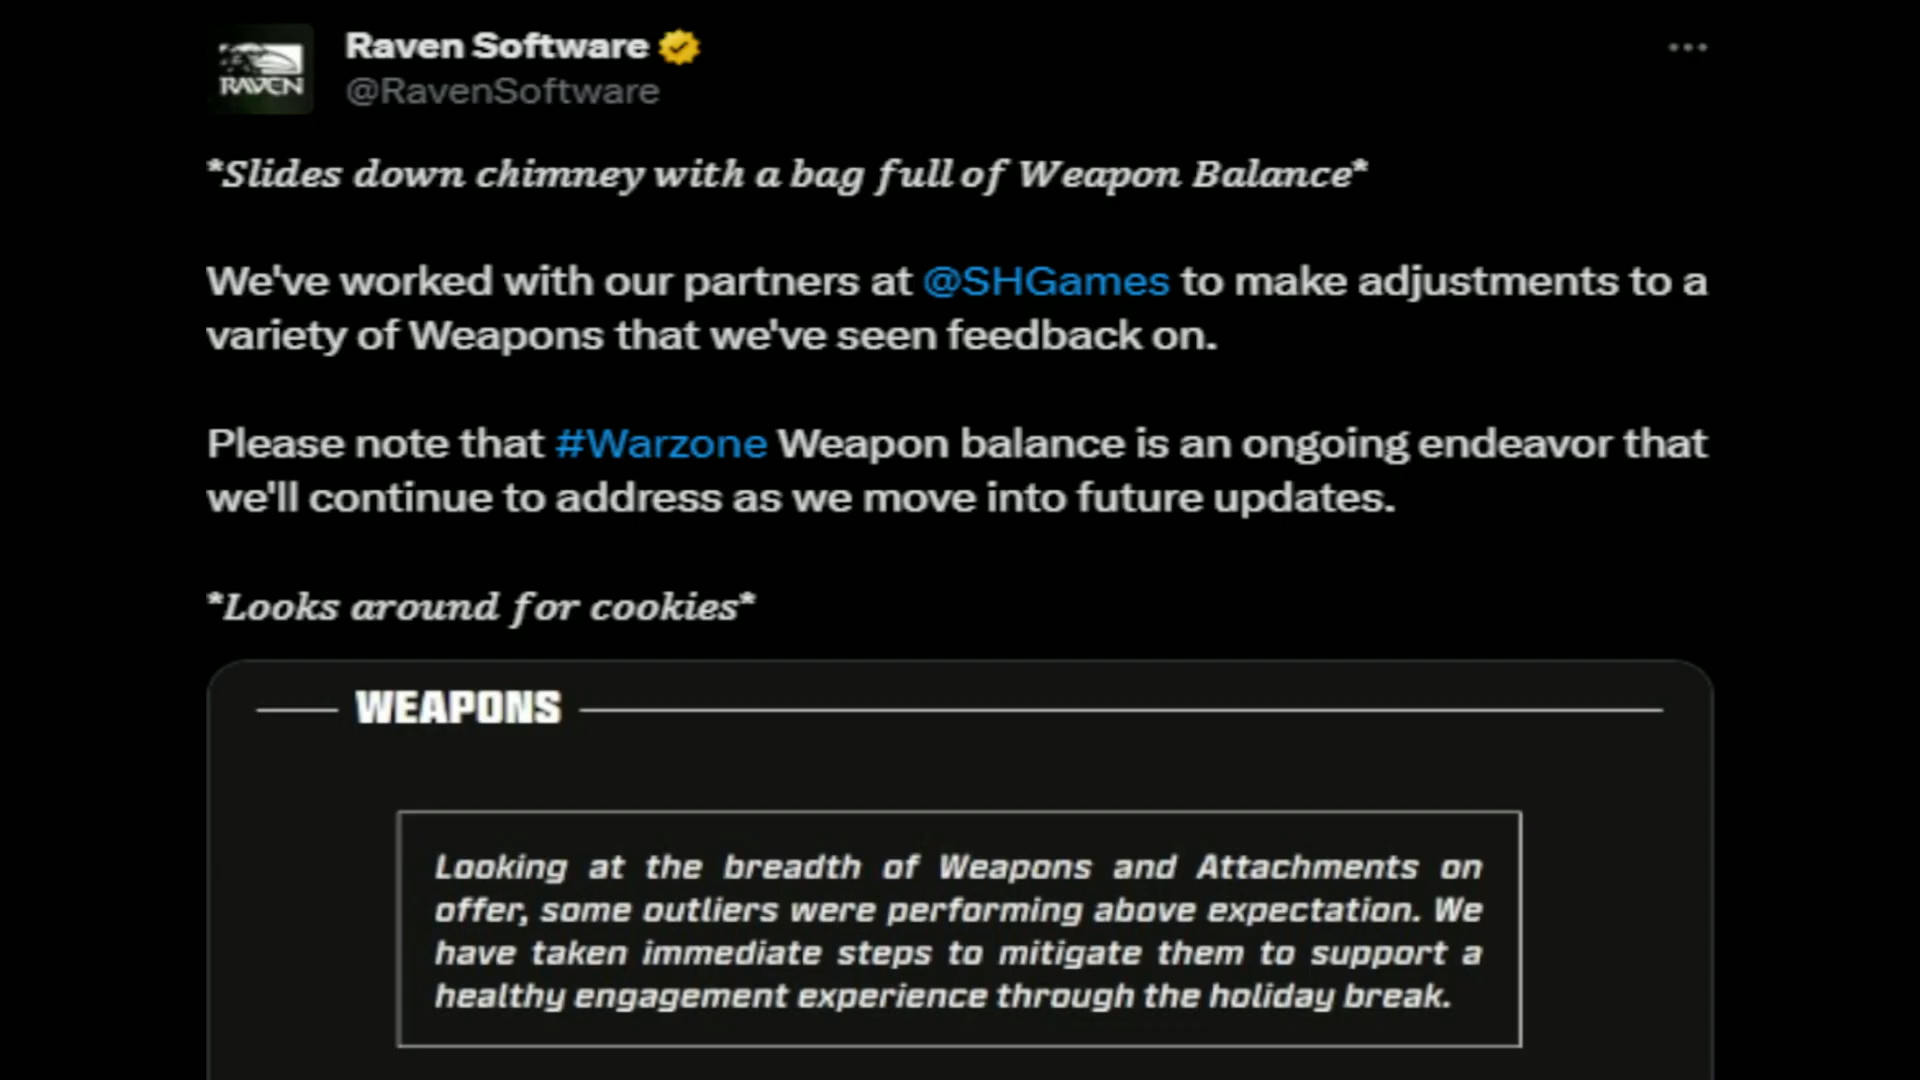 RAVEN
Raven Software
@RavenSoftware
*Slides down chimney with a bag full of Weapon Balance*
We've worked with our partners at @SHGames to make adjustments to a
variety of Weapons that we've seen feedback on.
Please note that #Warzone Weapon balance is an ongoing endeavor that
we'll continue to address as we move into future updates.
*Looks around for cookies*
WEAPONS
Looking at the breadth of Weapons and Attachments on
offer, some outliers were performing above expectation. We
have taken immediate steps to mitigate them to support a
healthy engagement experience through the holiday break.